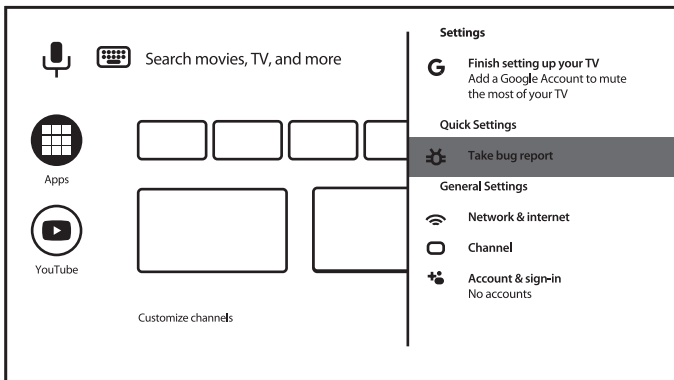 Search movies, TV, and more
Apps
YouTube
Customize channels
Settings
G
Finish setting up your TV
Add a Google Account to mute
the most of your TV
Quick Settings
Take bug report
General Settings
Network & internet
Channel
Account & sign-in
No accounts